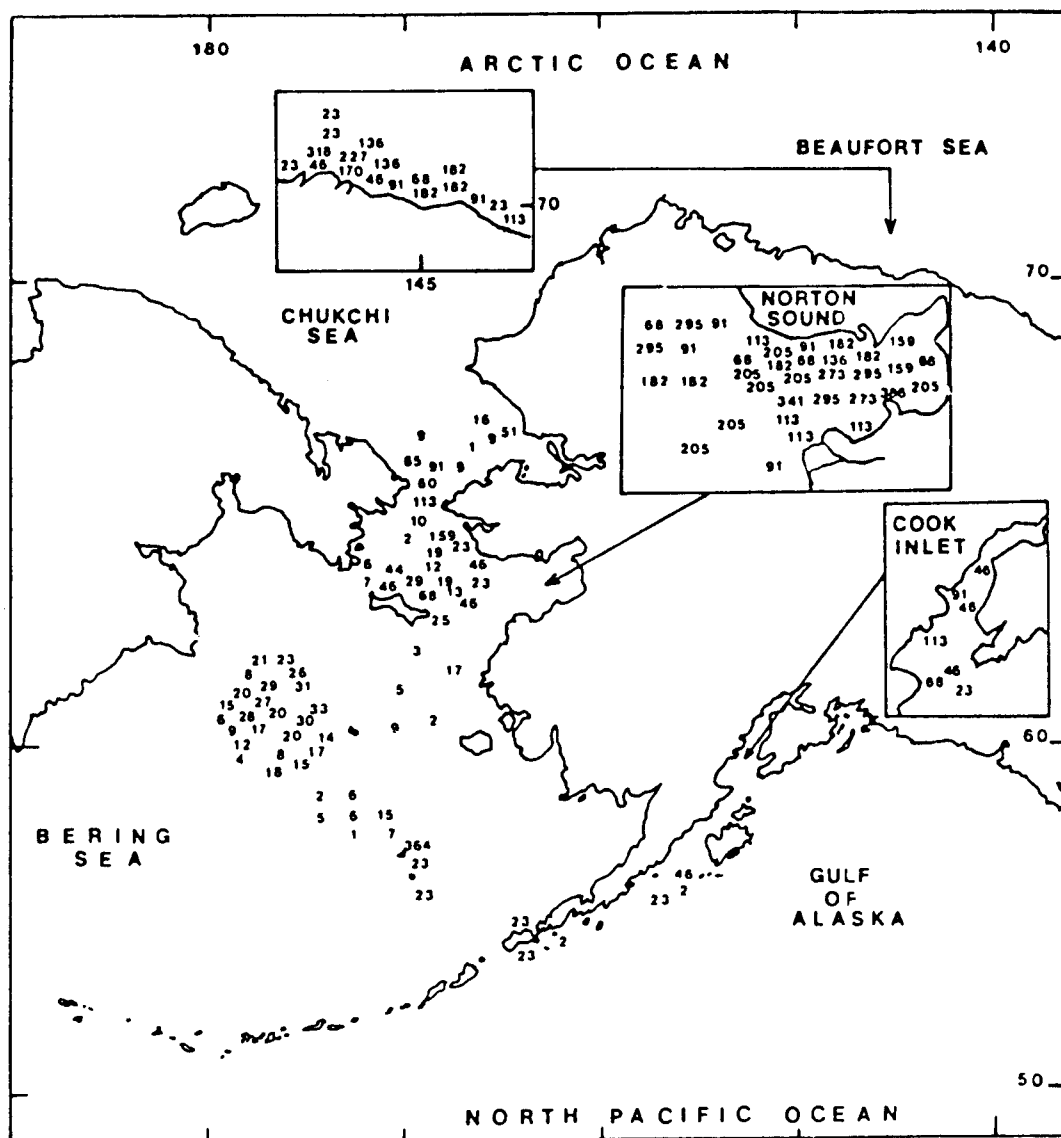 180 140
ARCTIC OCEAN
BEAUFORT SEA
23
23
318 136
23 46 227 136
170 46 68 182
91 182 182
91 23
113
70
145
70
CHUKCHI
SEA
NORTON
SOUND
68 295 91
295 91
182 182
113 91 182 159
205
68 182 68 136 182 68
205 205 273 295 159
205 205
341 295 273
205 113
113 113
205
91
16
9 9 51
1
65 91 9
60
113
10
2 159
19 23
6 44 12 46
7 46 29 19 23
68 13 46
25
3
17
5
2
9
COOK
INLET
46
91
46
113
46
68
23
21 23
8 26
20 29 31
15 27 33
6 28 20 30
9 17 20 14
12 8 17
4 15
18
60
2 6
5 6 15
1 7
364
23
23
BERING
SEA
46
2
23
GULF
OF
ALASKA
23
2
23
50
NORTH PACIFIC OCEAN